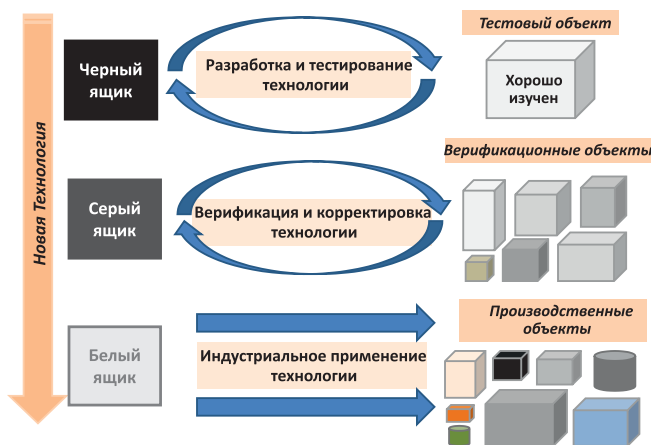 Новая Технология
Черный
ящик
Разработка и тестирование
технологии
Тестовый объект
Хорошо
изучен
Серый
ящик
Верификация и корректировка
технологии
Верификационные объекты
Белый
ящик
Индустриальное применение
технологии
Производственные
объекты